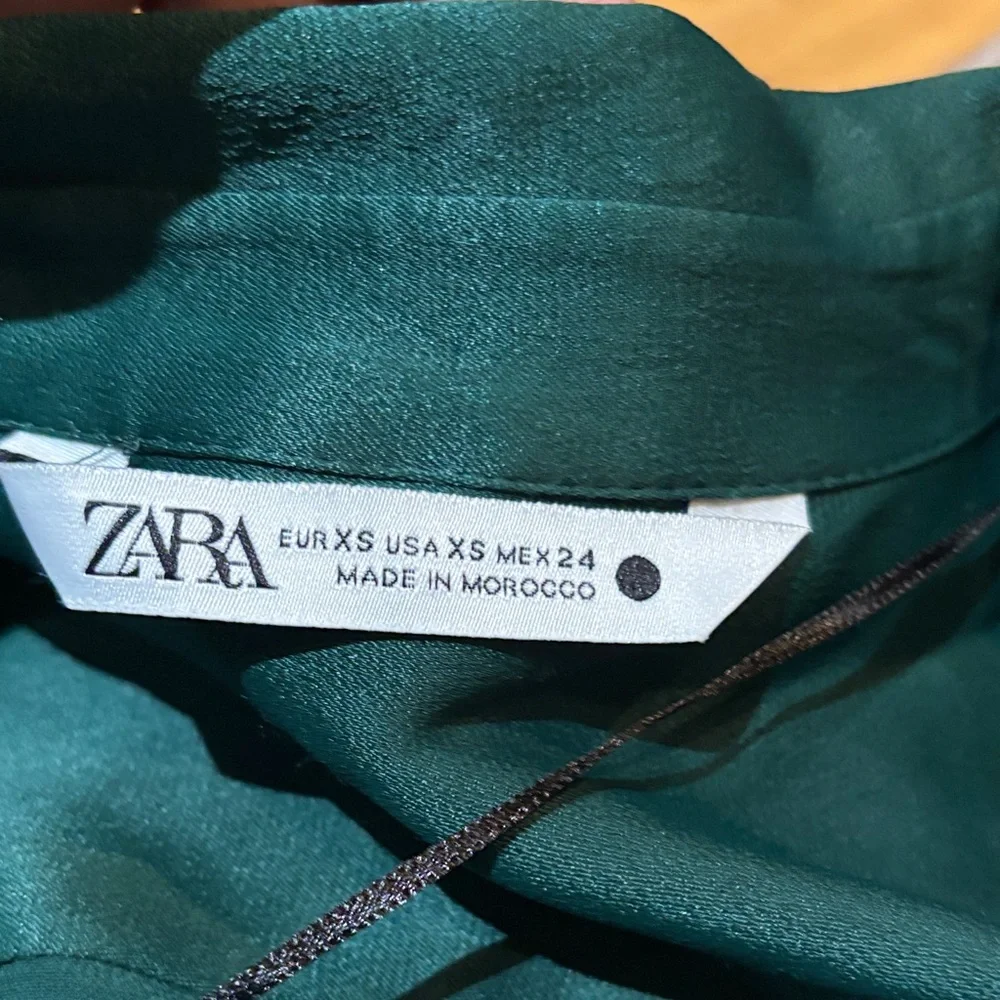 ZARA
EUR XS USA XS MEX 24
MADE IN MOROCCO